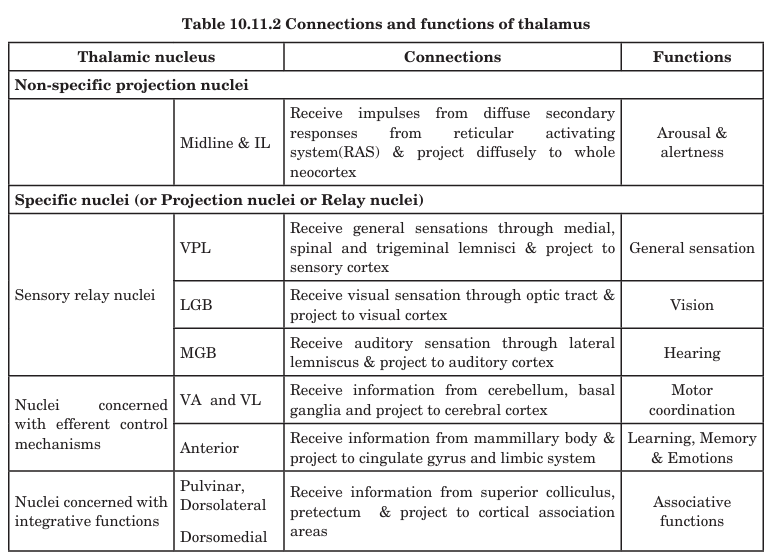 Table 10.11.2 Connections and functions of thalamus
Thalamic nucleus Connections Functions
Non-specific projection nuclei
Midline & IL
Receive impulses from diffuse secondary
responses from reticular activating
system(RAS) & project diffusely to whole
neocortex
Arousal &
alertness
Specific nuclei (or Projection nuclei or Relay nuclei)
Sensory relay nuclei
VPL
Receive general sensations through medial,
spinal and trigeminal lemnisci & project to
sensory cortex
General sensation
LGB
Receive visual sensation through optic tract &
project to visual cortex
Vision
MGB
Receive auditory sensation through lateral
lemniscus & project to auditory cortex
Hearing
Nuclei concerned
with efferent control
mechanisms
VA and VL
Receive information from cerebellum, basal
ganglia and project to cerebral cortex
Motor
coordination
Anterior
Receive information from mammillary body &
project to cingulate gyrus and limbic system
Learning, Memory
& Emotions
Nuclei concerned with
integrative functions
Pulvinar,
Dorsolateral
Dorsomedial
Receive information from superior colliculus,
pretectum & project to cortical association
areas
Associative
functions